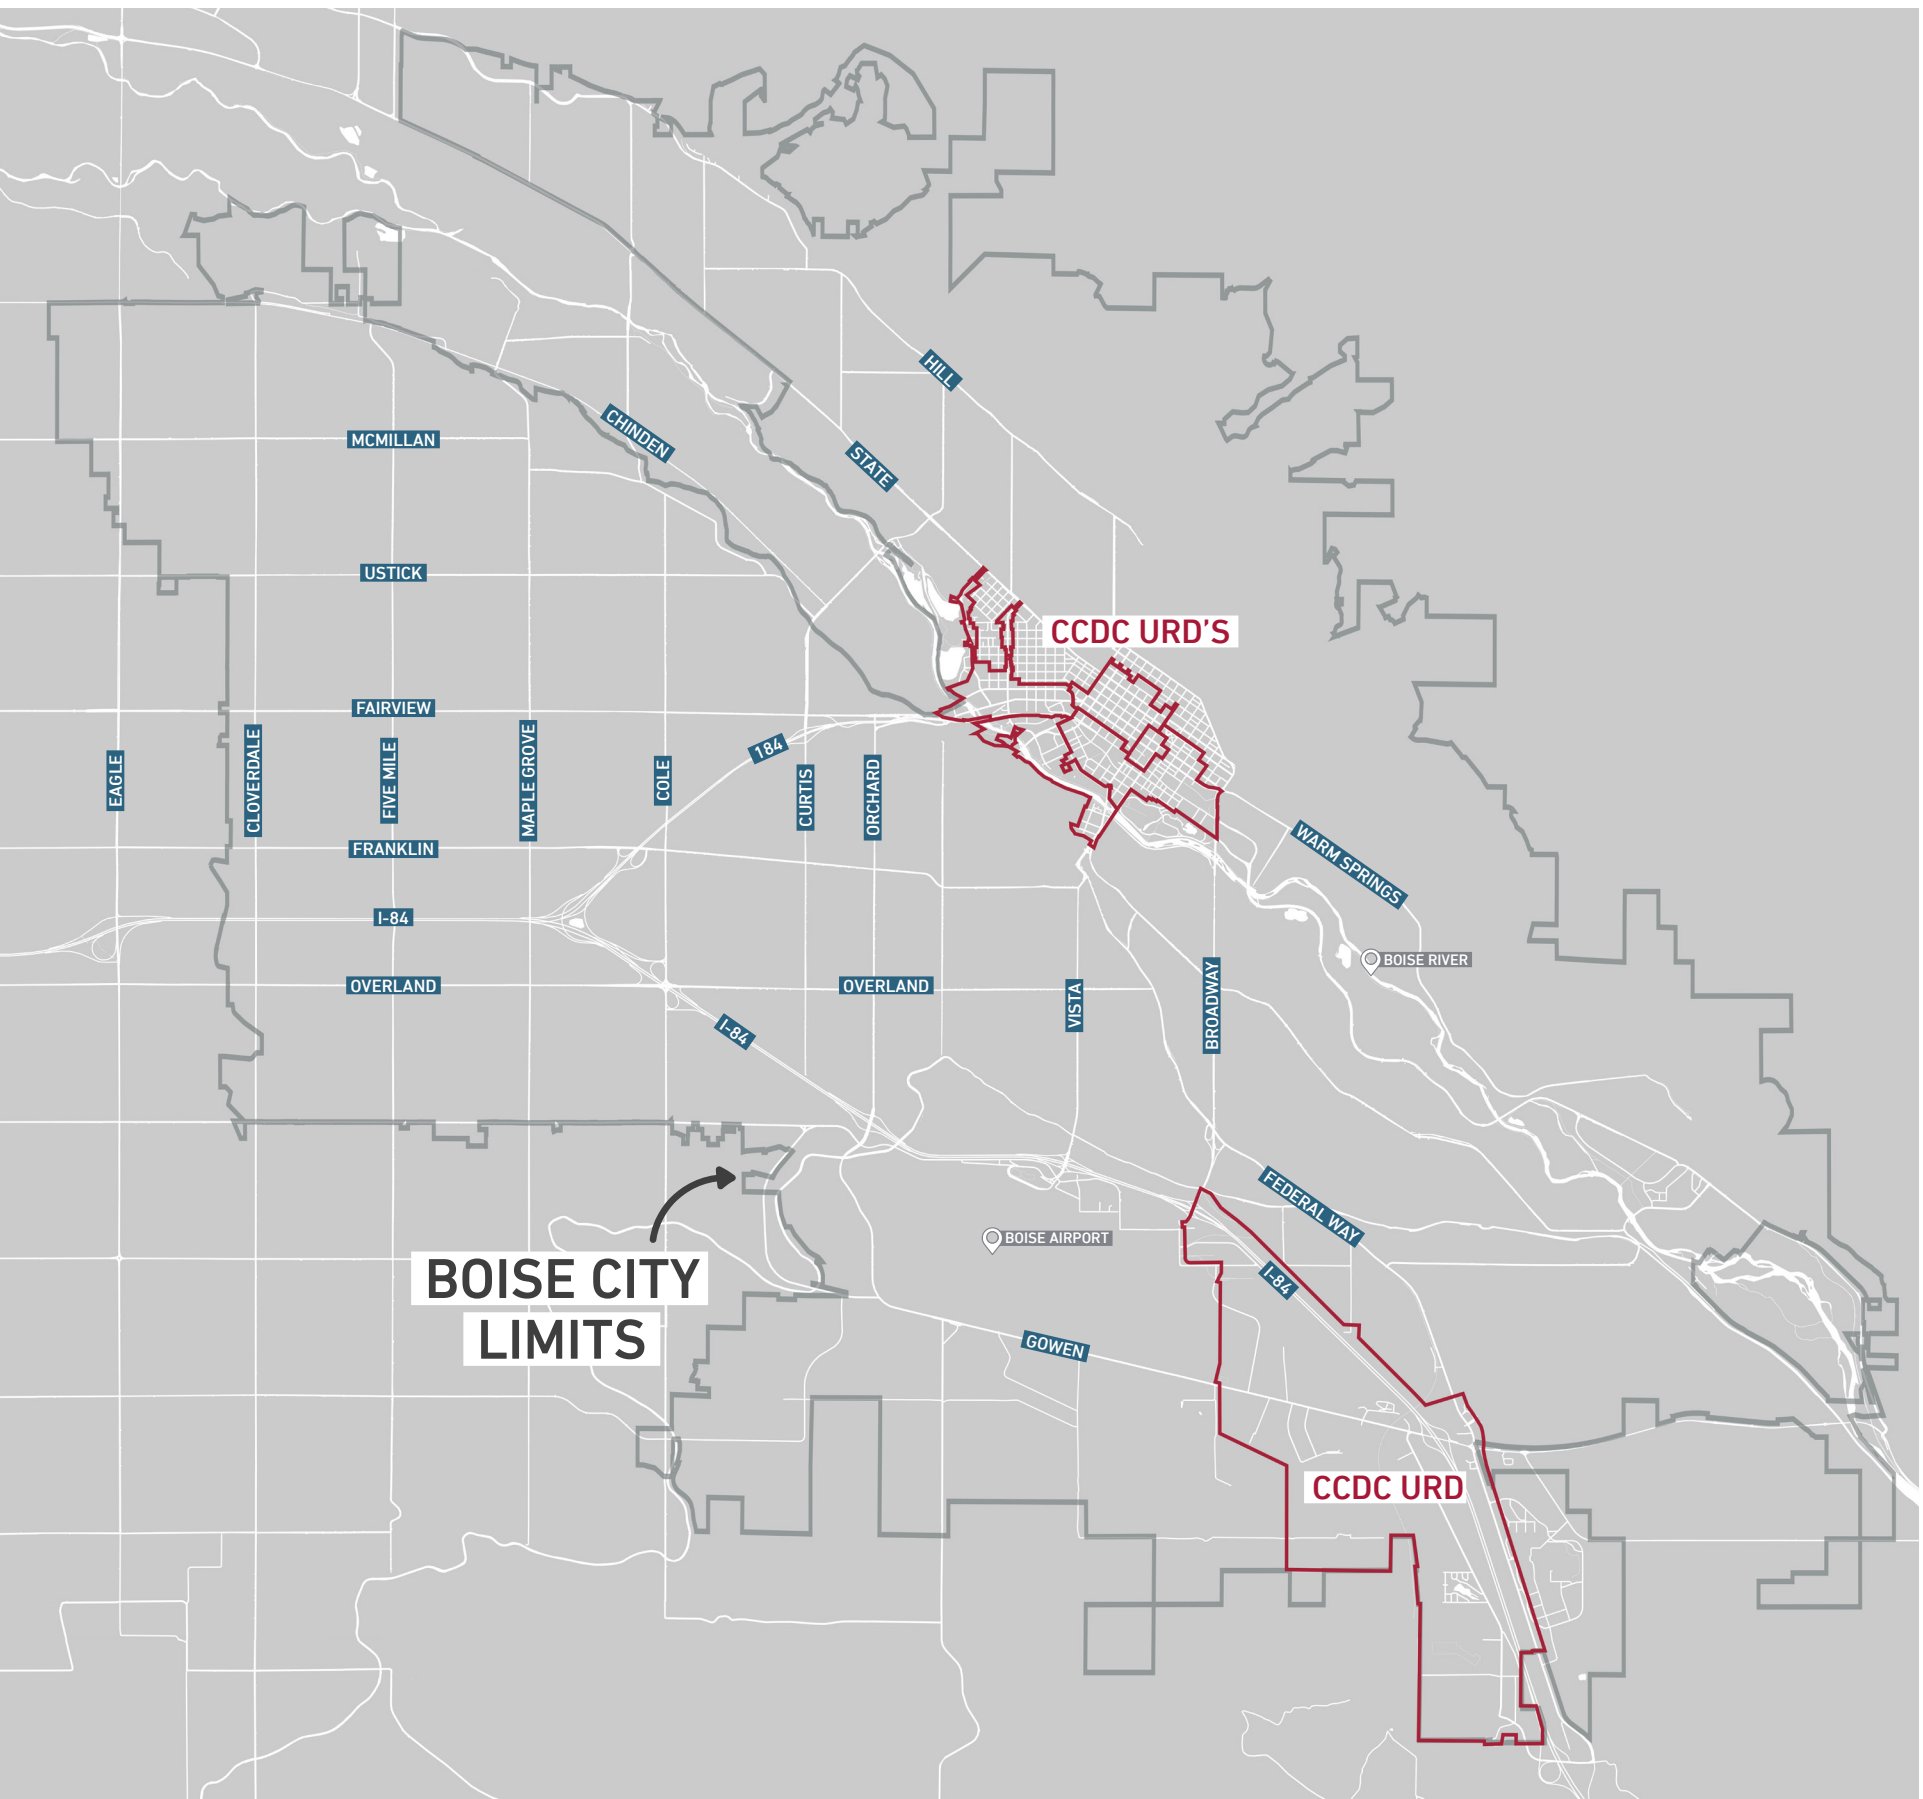 HILL
CHINDEN
MCMILLAN
STATE
USTICK
CCDC URD'S
FAIRVIEW
184
EAGLE
CLOVERDALE
FIVE MILE
MAPLE GROVE
COLE
CURTIS
ORCHARD
FRANKLIN
WARM SPRINGS
I-84
BOISE RIVER
OVERLAND
OVERLAND
VISTA
BROADWAY
I-84
FEDERAL WAY
BOISE AIRPORT
BOISE CITY
LIMITS
I-84
GOWEN
CCDC URD